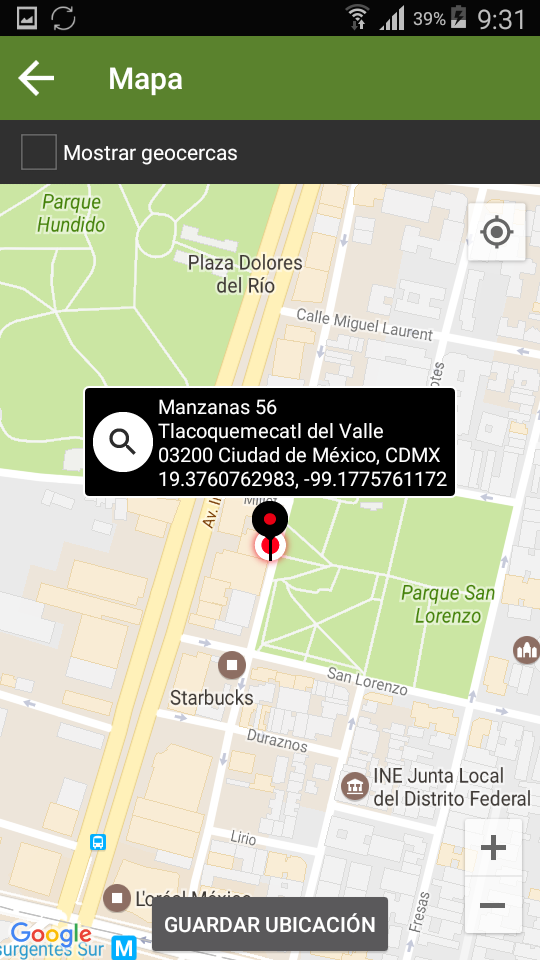 39% 9:31
Mapa
Mostrar geocercas
Parque
Hundido
Plaza Dolores
del Río
Calle Miguel Laurent
Manzanas 56
Tlacoquemecatl del Valle
03200 Ciudad de México, CDMX
19.3760762983, -99.1775761172
Parque San
Lorenzo
San Lorenzo
Starbucks
Duraznos
INE Junta Local
del Distrito Federal
Lirio
L'oréal México
Fresas
GUARDAR UBICACIÓN
Google
surgentes Sur M